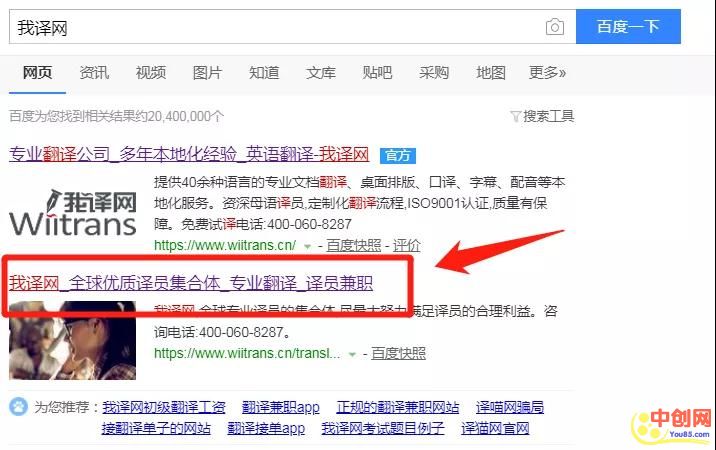 我译网
百度一下
网页 资讯 视频 图片 知道 文库 贴吧 采购 地图 更多»
百度为您找到相关结果约20,400,000个 搜索工具
专业翻译公司_多年本地化经验_英语翻译-我译网 官方
我译网
Wiitrans
提供40余种语言的专业文档翻译、桌面排版、口译、字幕、配音等本
地化服务。资深母语译员,定制化翻译流程,ISO9001认证,质量有保
障。免费试译电话:400-060-8287
https://www.wiitrans.cn/ - 百度快照 - 评价
我译网_全球优质译员集合体_专业翻译_译员兼职
我译网,全球专业译员的集合体,尽最大努力满足译员的合理利益。咨
询电话:400-060-8287。
https://www.wiitrans.cn/transl... - 百度快照
为您推荐: 我译网初级翻译工资 翻译兼职app 正规的翻译兼职网站 译喵网骗局
接翻译单子的网站 翻译接单app 我译网考试题目例子 译猫网官网
中创网
You85.com